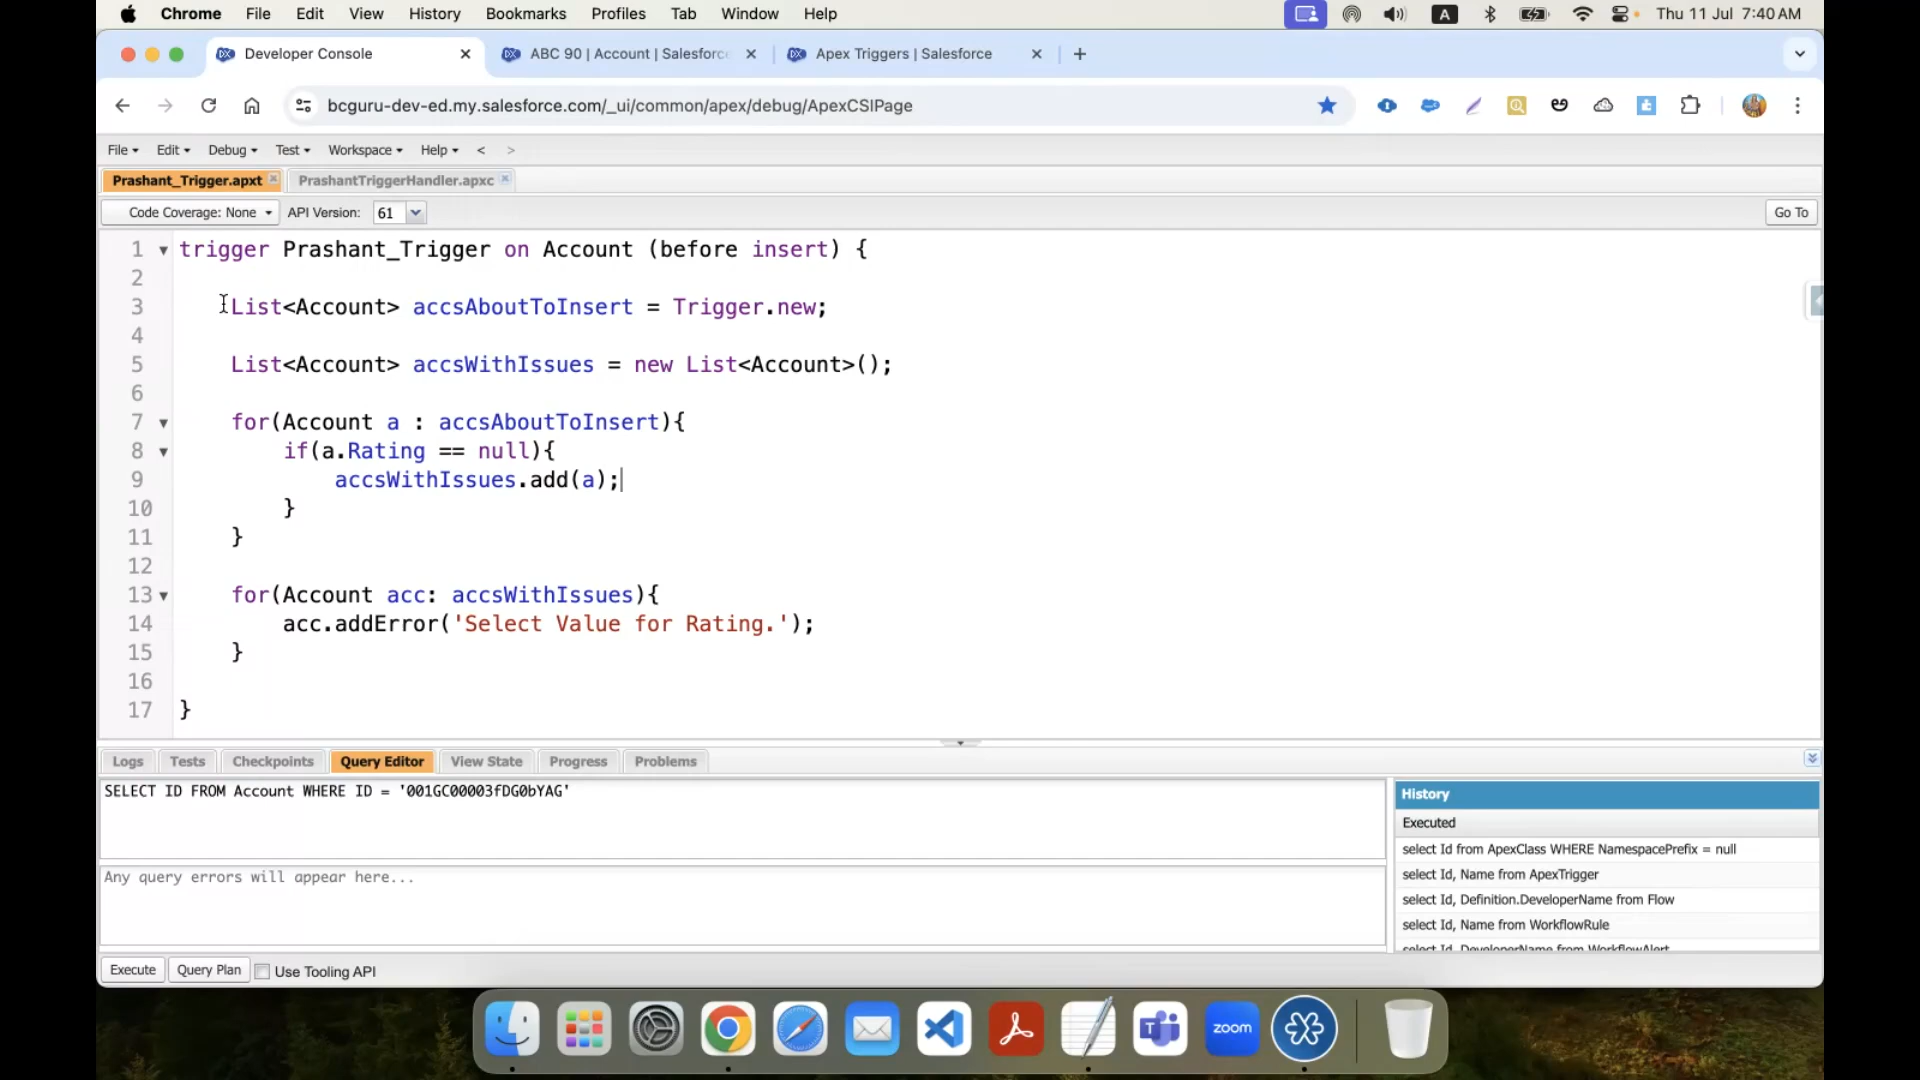 Chrome File Edit View History Bookmarks Profiles Tab Window Help A Thu 11 Jul 7:40 AM
Developer Console ABC 90 | Account | Salesforc Apex Triggers | Salesforce
bcguru-dev-ed.my.salesforce.com/_ui/common/apex/debug/ApexCSIPage
File Edit Debug Test Workspace Help < >
Prashant_Trigger.apxt PrashantTriggerHandler.apxc
Code Coverage: None API Version: 61 Go To
1 trigger Prashant_Trigger on Account (before insert) {
2
3 List<Account> accsAboutToInsert = Trigger.new;
4
5 List<Account> accsWithIssues = new List<Account>();
6
7 for(Account a : accsAboutToInsert){
8 if(a.Rating == null){
9 accsWithIssues.add(a);
10 }
11 }
12
13 for(Account acc: accsWithIssues){
14 acc.addError('Select Value for Rating.');
15 }
16
17 }
Logs Tests Checkpoints Query Editor View State Progress Problems
SELECT ID FROM Account WHERE ID = '001GC00003fDG0bYAG'
Any query errors will appear here...
History
Executed
select Id from ApexClass WHERE NamespacePrefix = null
select Id, Name from ApexTrigger
select Id, Definition.DeveloperName from Flow
select Id, Name from WorkflowRule
select Id, DeveloperName from WorkflowAlert
Execute Query Plan Use Tooling API
zoom